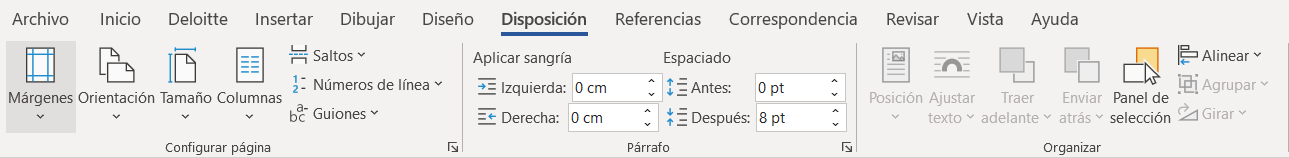 Archivo Inicio Deloitte Insertar Dibujar Diseño Disposición Referencias Correspondencia Revisar Vista Ayuda
Márgenes
Orientación
Tamaño
Columnas
Saltos
Números de línea
Guiones
Configurar página
Aplicar sangría
Izquierda: 0 cm
Derecha: 0 cm
Espaciado
Antes: 0 pt
Después: 8 pt
Párrafo
Posición
Ajustar
texto
Traer
adelante
Enviar
atrás
Panel de
selección
Alinear
Agrupar
Girar
Organizar